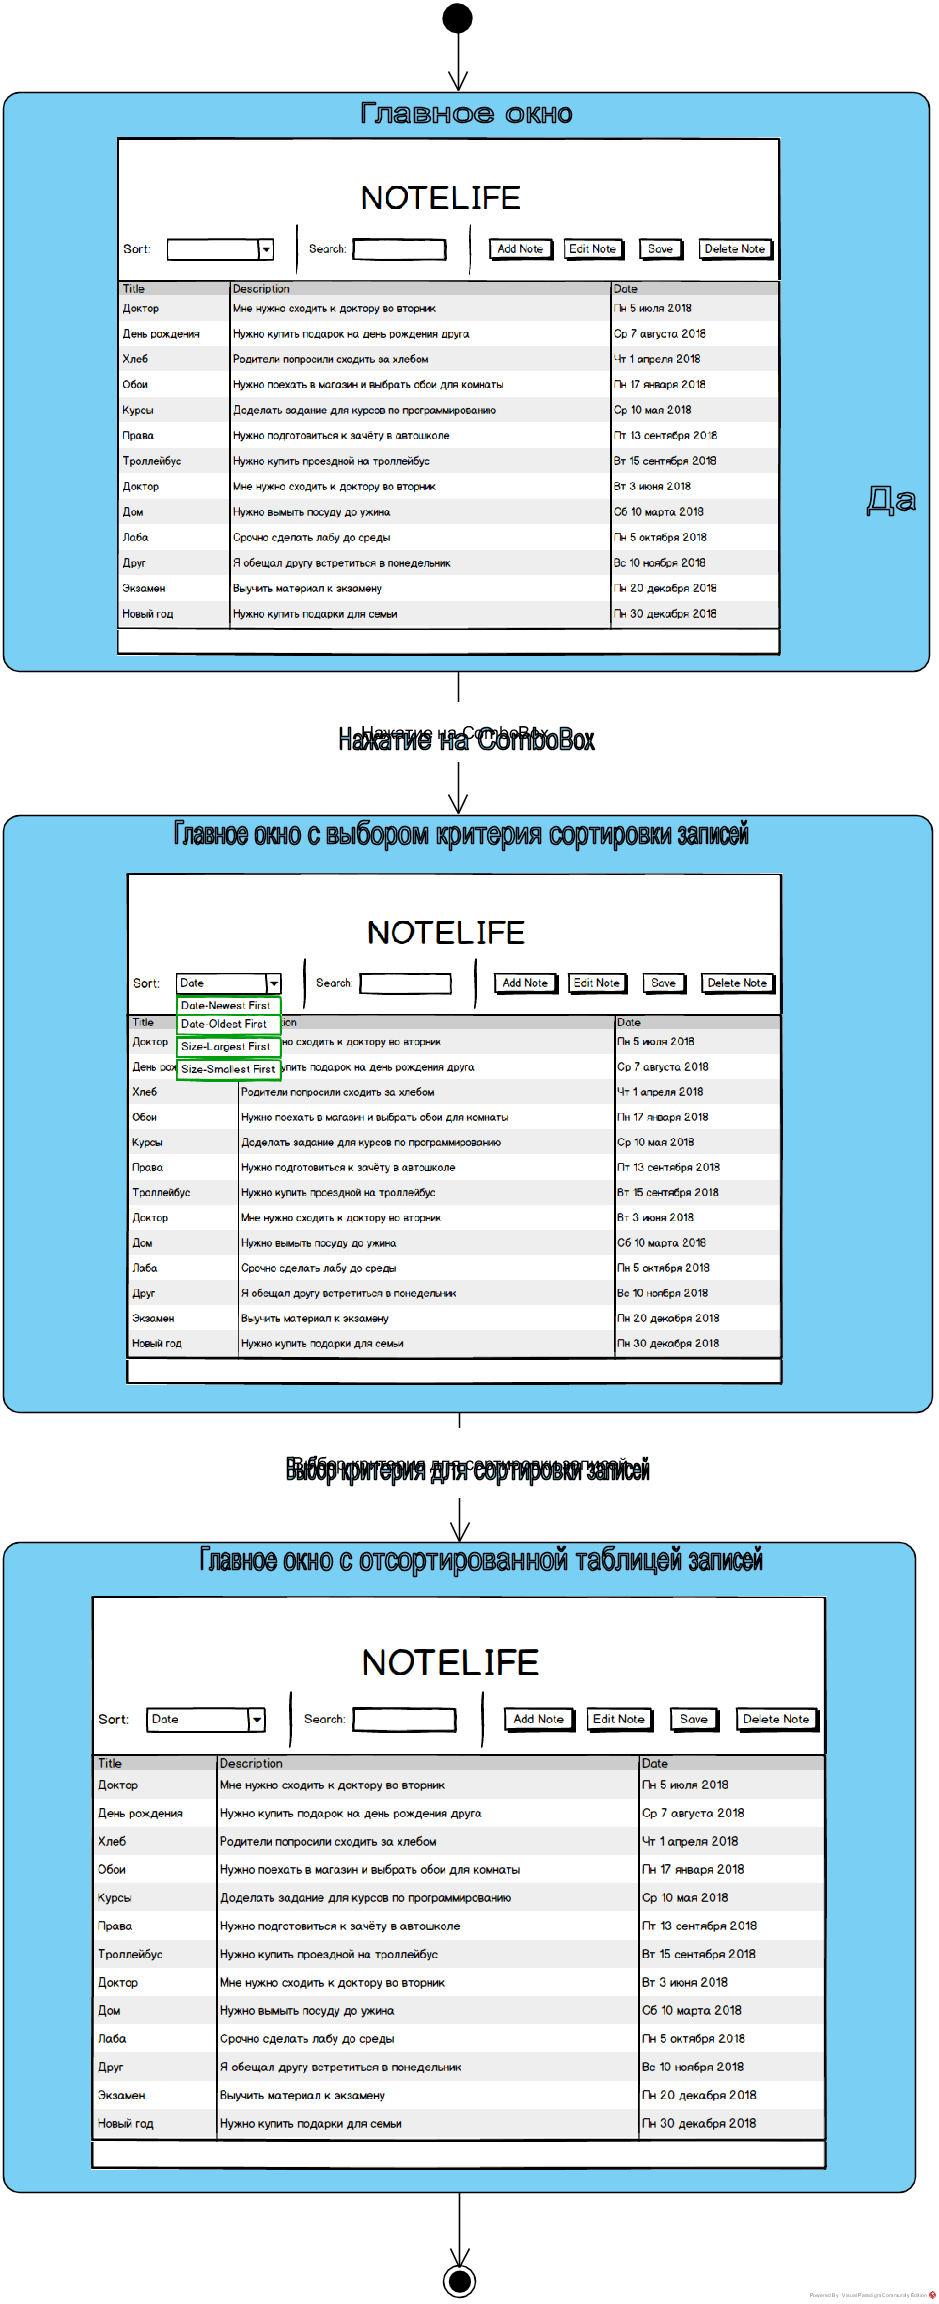 Главное окно
NOTELIFE
Sort: Search: Add Note Edit Note Save Delete Note
Title Description Date
Доктор Мне нужно сходить к доктору во вторник Пн 5 июля 2018
День рождения Нужно купить подарок на день рождения друга Ср 7 августа 2018
Хлеб Родители попросили сходить за хлебом Чт 1 апреля 2018
Обои Нужно поехать в магазин и выбрать обои для комнаты Пн 17 января 2018
Курсы Доделать задание для курсов по программированию Ср 10 мая 2018
Права Нужно подготовиться к зачёту в автошколе Пт 13 сентября 2018
Троллейбус Нужно купить проездной на троллейбус Вт 15 сентября 2018
Доктор Мне нужно сходить к доктору во вторник Вт 3 июня 2018
Да
Дом Нужно вымыть посуду до ужина Сб 10 марта 2018
Лаба Срочно сделать лабу до среды Пн 5 октября 2018
Друг Я обещал другу встретиться в понедельник Вс 10 ноября 2018
Экзамен Выучить материал к экзамену Пн 20 декабря 2018
Новый год Нужно купить подарки для семьи Пн 30 декабря 2018
Нажатие на ComboBox
Нажатие на ComboBox
Главное окно с выбором критерия сортировки записей
NOTELIFE
Sort: Date Search: Add Note Edit Note Save Delete Note
Date-Newest First
Title tion Date
Date-Oldest First
Доктор но сходить к доктору во вторник Пн 5 июля 2018
Size-Largest First
День рож упить подарок на день рождения друга Ср 7 августа 2018
Size-Smallest First
Хлеб Родители попросили сходить за хлебом Чт 1 апреля 2018
Обои Нужно поехать в магазин и выбрать обои для комнаты Пн 17 января 2018
Курсы Доделать задание для курсов по программированию Ср 10 мая 2018
Права Нужно подготовиться к зачёту в автошколе Пт 13 сентября 2018
Троллейбус Нужно купить проездной на троллейбус Вт 15 сентября 2018
Доктор Мне нужно сходить к доктору во вторник Вт 3 июня 2018
Дом Нужно вымыть посуду до ужина Сб 10 марта 2018
Лаба Срочно сделать лабу до среды Пн 5 октября 2018
Друг Я обещал другу встретиться в понедельник Вс 10 ноября 2018
Экзамен Выучить материал к экзамену Пн 20 декабря 2018
Новый год Нужно купить подарки для семьи Пн 30 декабря 2018
Выбор критерия для сортировки записей
Выбор критерия для сортировки записей
Главное окно с отсортированной таблицей записей
NOTELIFE
Sort: Date Search: Add Note Edit Note Save Delete Note
Title Description Date
Доктор Мне нужно сходить к доктору во вторник Пн 5 июля 2018
День рождения Нужно купить подарок на день рождения друга Ср 7 августа 2018
Хлеб Родители попросили сходить за хлебом Чт 1 апреля 2018
Обои Нужно поехать в магазин и выбрать обои для комнаты Пн 17 января 2018
Курсы Доделать задание для курсов по программированию Ср 10 мая 2018
Права Нужно подготовиться к зачёту в автошколе Пт 13 сентября 2018
Троллейбус Нужно купить проездной на троллейбус Вт 15 сентября 2018
Доктор Мне нужно сходить к доктору во вторник Вт 3 июня 2018
Дом Нужно вымыть посуду до ужина Сб 10 марта 2018
Лаба Срочно сделать лабу до среды Пн 5 октября 2018
Друг Я обещал другу встретиться в понедельник Вс 10 ноября 2018
Экзамен Выучить материал к экзамену Пн 20 декабря 2018
Новый год Нужно купить подарки для семьи Пн 30 декабря 2018
Powered By Visual Paradigm Community Edition